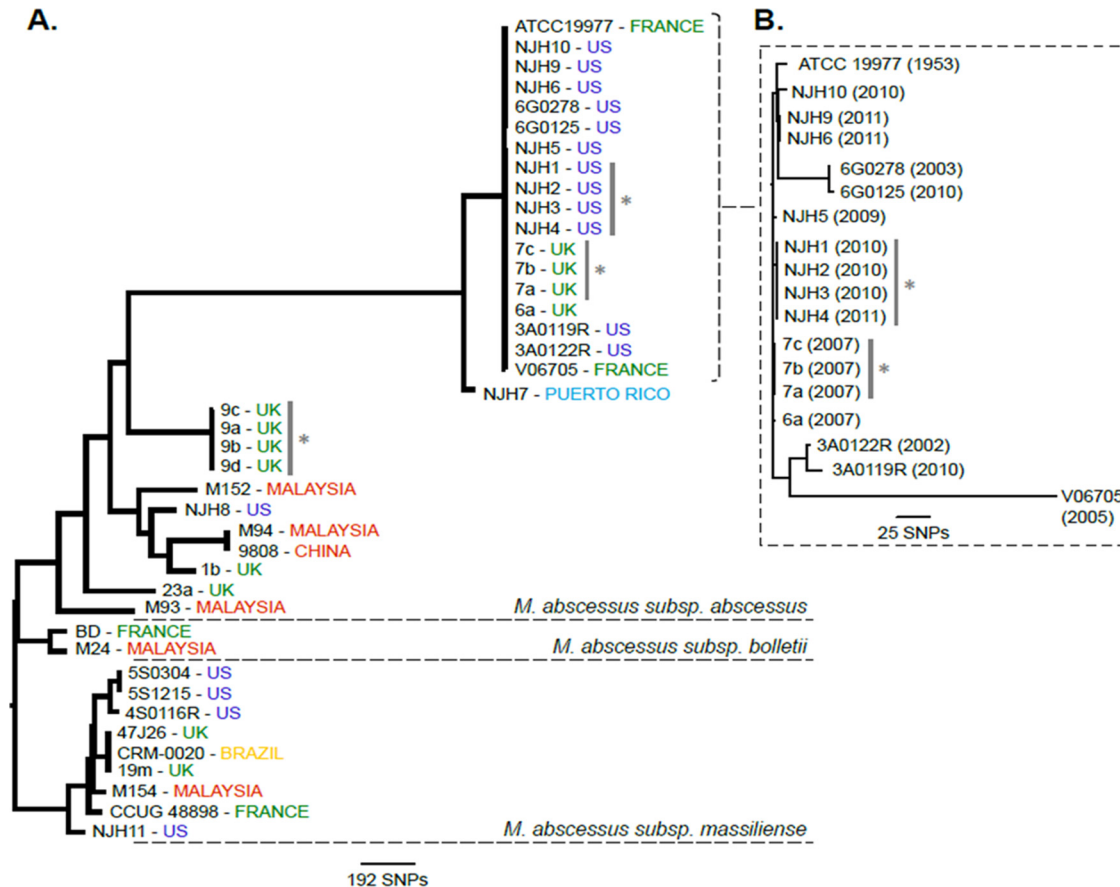 A.
ATCC19977 - FRANCE
NJH10 - US
NJH9 - US
NJH6 - US
6G0278 - US
6G0125 - US
NJH5 - US
NJH1 - US
NJH2 - US
NJH3 - US
*
NJH4 - US
7c - UK
7b - UK
*
7a - UK
6a - UK
3A0119R - US
3A0122R - US
V06705 - FRANCE
NJH7 - PUERTO RICO
9c - UK
9a - UK
*
9b - UK
9d - UK
M152 - MALAYSIA
NJH8 - US
M94 - MALAYSIA
9808 - CHINA
1b - UK
23a - UK
M93 - MALAYSIA
M. abscessus subsp. abscessus
BD - FRANCE
M24 - MALAYSIA
M. abscessus subsp. bolletii
5S0304 - US
5S1215 - US
4S0116R - US
47J26 - UK
CRM-0020 - BRAZIL
19m - UK
M154 - MALAYSIA
CCUG 48898 - FRANCE
NJH11 - US
M. abscessus subsp. massiliense
192 SNPs
B.
ATCC 19977 (1953)
NJH10 (2010)
NJH9 (2011)
NJH6 (2011)
6G0278 (2003)
6G0125 (2010)
NJH5 (2009)
NJH1 (2010)
NJH2 (2010)
*
NJH3 (2010)
NJH4 (2011)
7c (2007)
7b (2007)
*
7a (2007)
6a (2007)
3A0122R (2002)
3A0119R (2010)
V06705
(2005)
25 SNPs